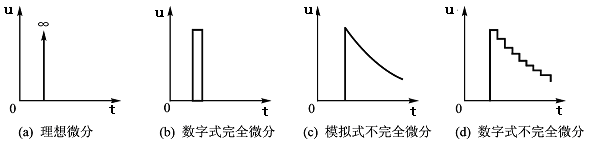 u
∞
0
t
(a) 理想微分
u
0
t
(b) 数字式完全微分
u
0
t
(c) 模拟式不完全微分
u
0
t
(d) 数字式不完全微分